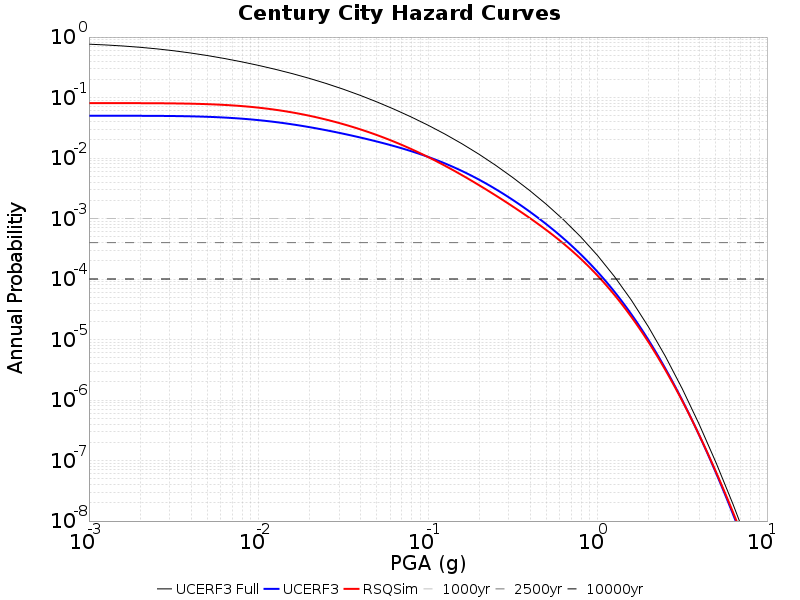 Century City Hazard Curves
10^0
10^-1
10^-2
10^-3
10^-4
10^-5
10^-6
10^-7
10^-8
Annual Probabilitiy
10^-3 10^-2 10^-1 10^0 10^1
PGA (g)
UCERF3 Full UCERF3 RSQSim 1000yr 2500yr 10000yr